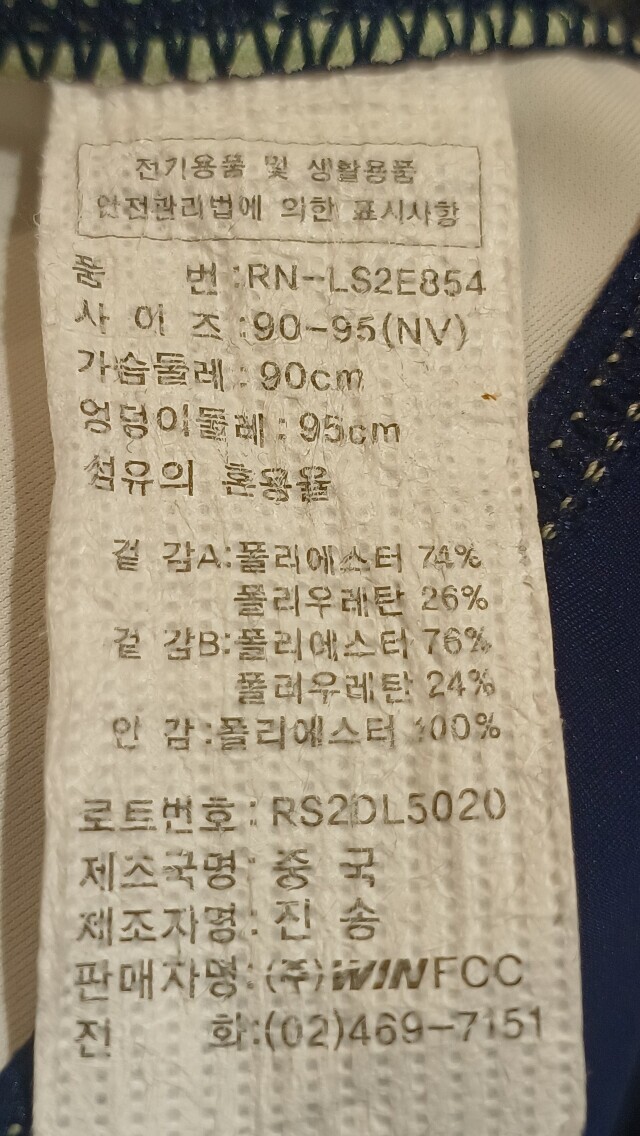 전기용품 및 생활용품
안전관리법에 의한 표시사항
품 번:RN-LS2E854
사 이 즈:90-95(NV)
가슴둘레:90cm
엉덩이둘레:95cm
섬유의 혼용율
겉 감A:폴리에스터 74%
폴리우레탄 26%
겉 감B:폴리에스터 76%
폴리우레탄 24%
안 감:폴리에스터 100%
로트번호:RS2DL5020
제조국명:중 국
제조자명:진 송
판매자명:(주)WINFCC
전 화:(02)469-7151